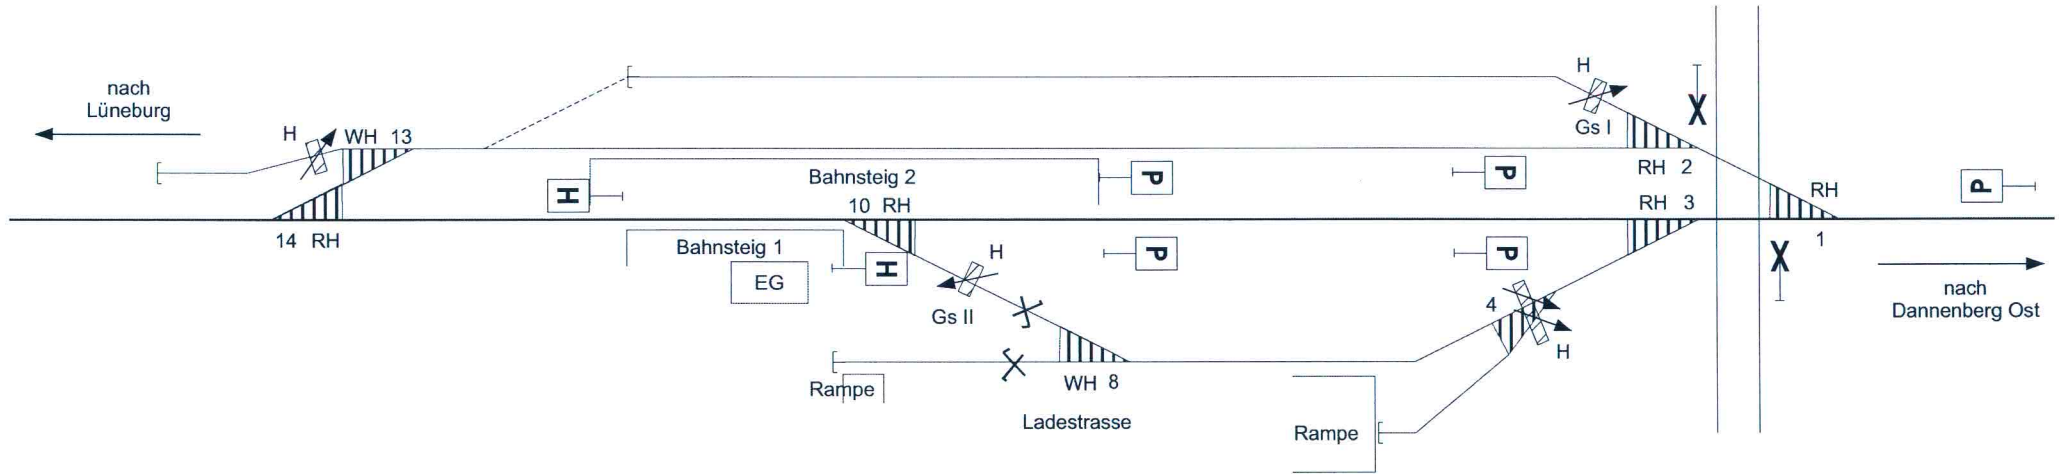 nach
Lüneburg
H
WH 13
14 RH
H
Bahnsteig 2
10 RH
Bahnsteig 1
EG
H
H
Gs II
P
P
P
P
H
Gs I
RH 2
RH 3
RH
1
P
nach
Dannenberg Ost
4
H
Rampe
WH 8
Ladestrasse
Rampe